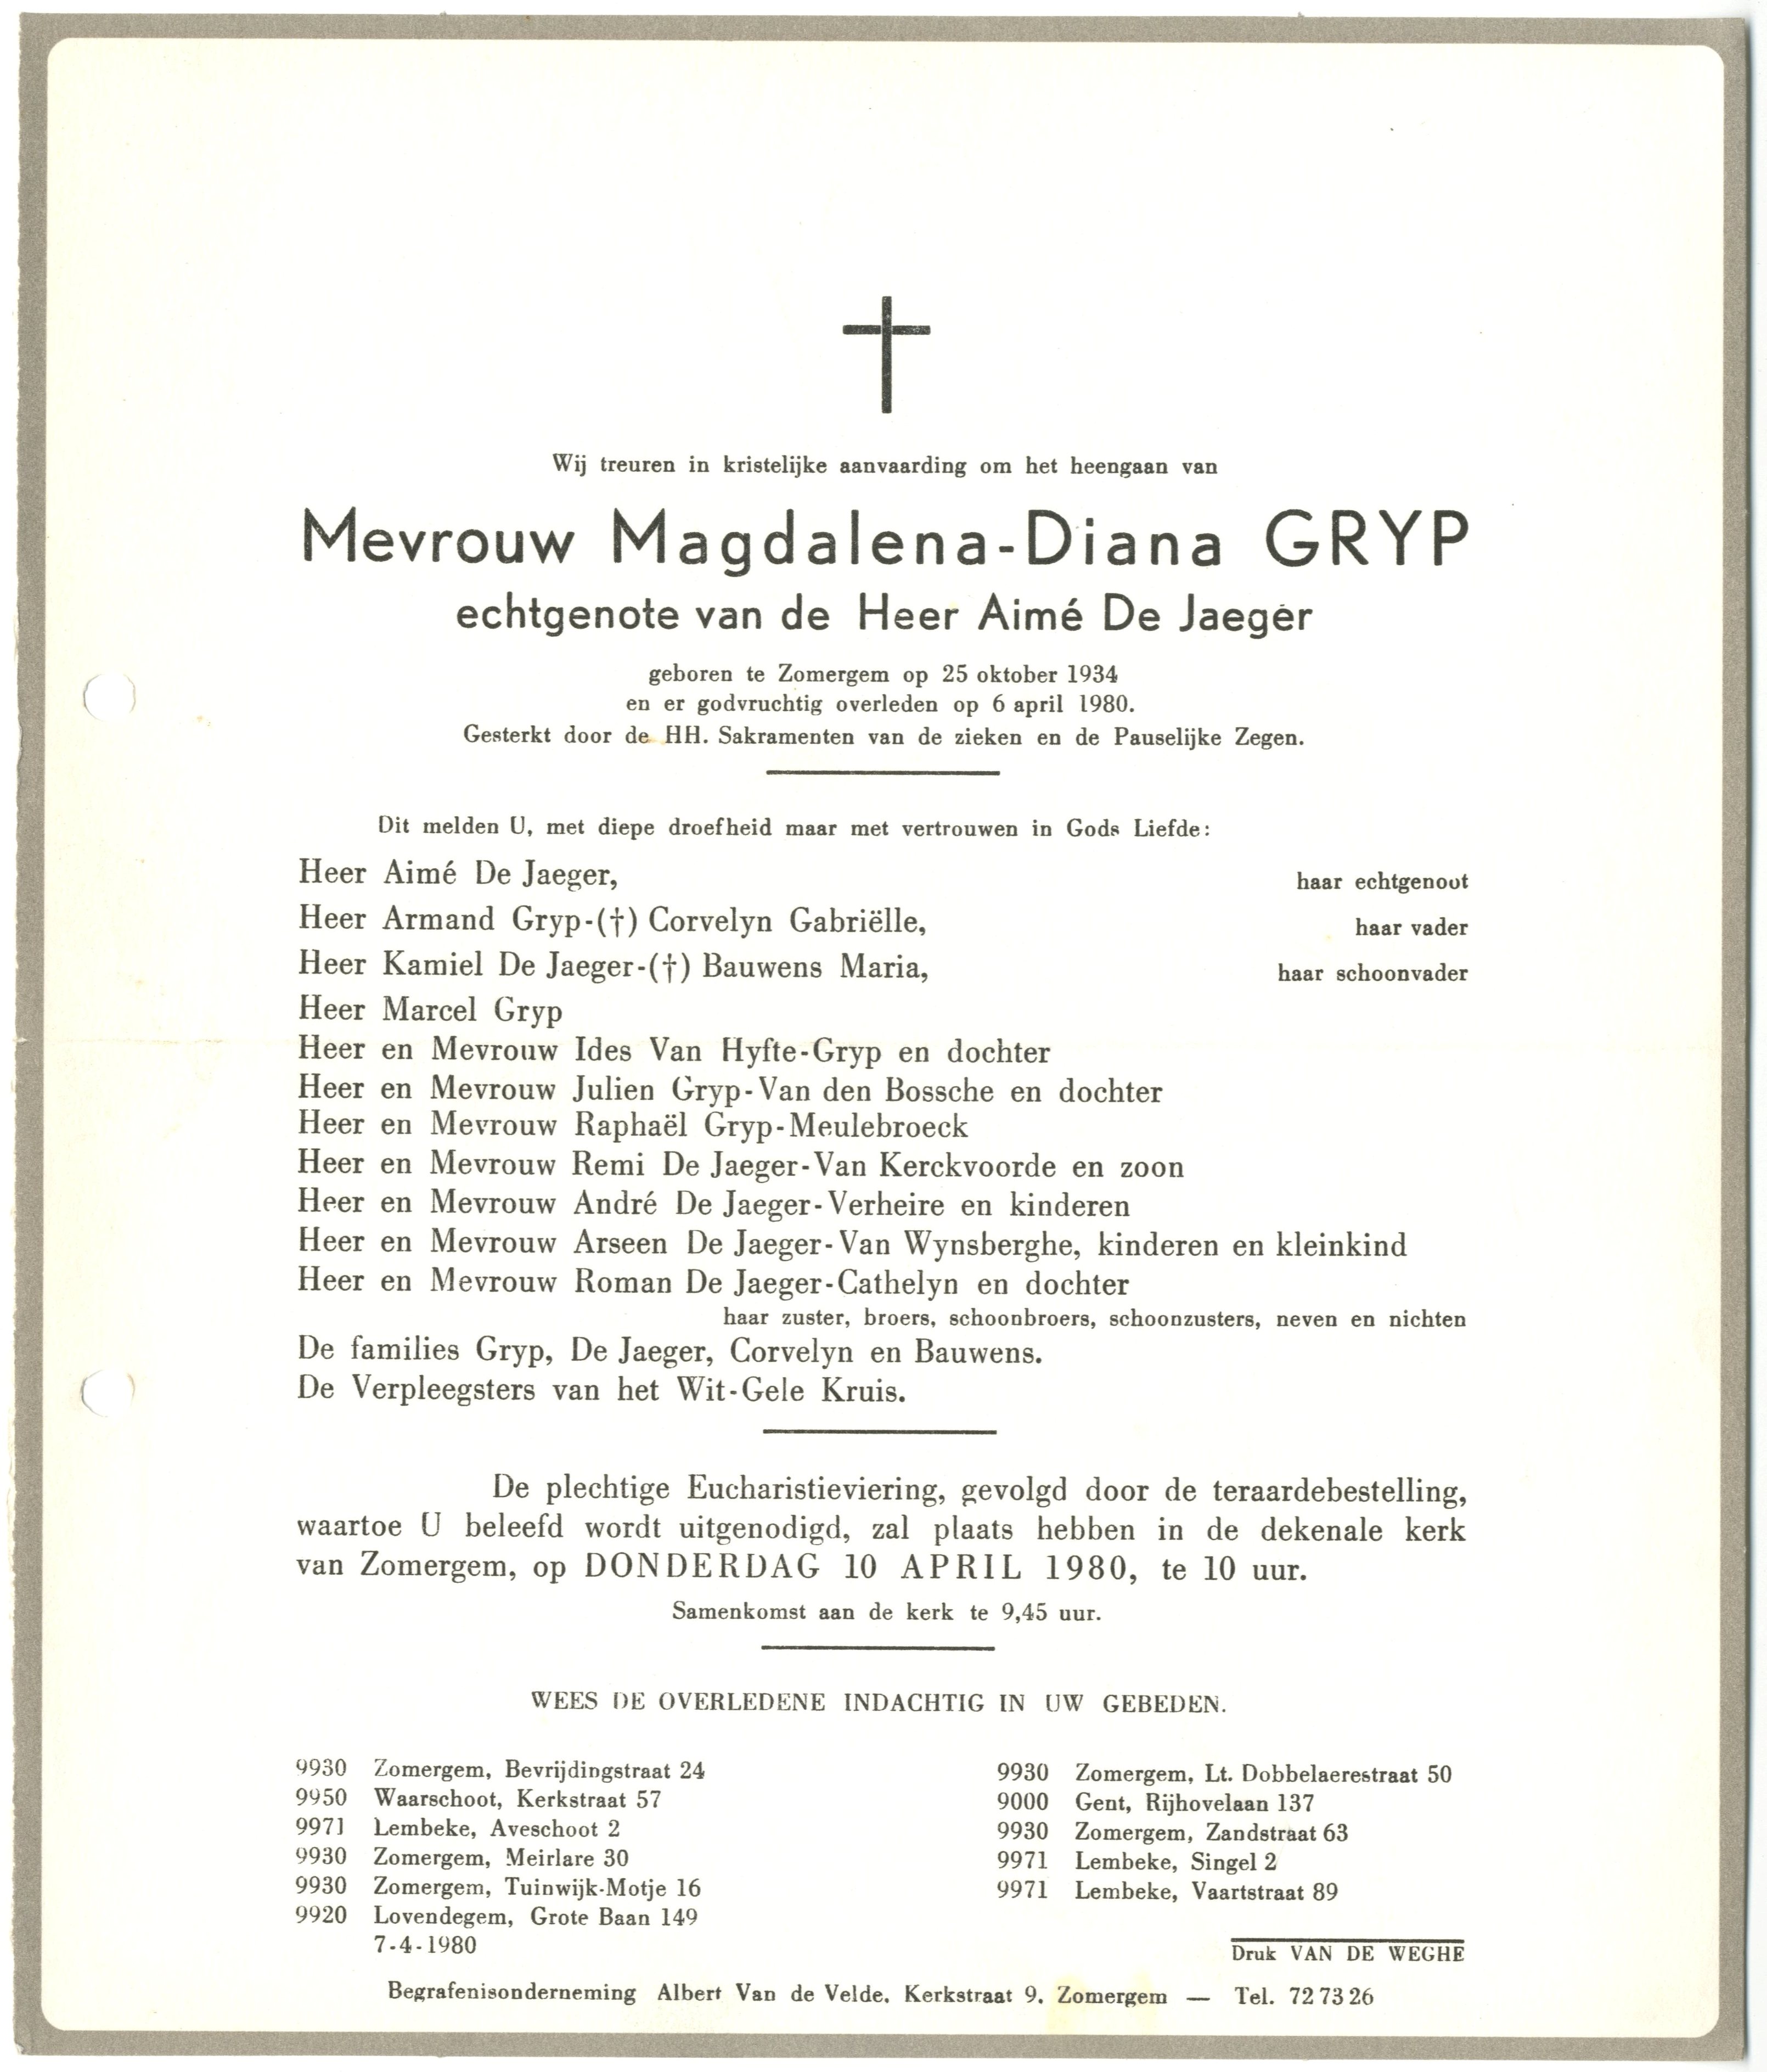 Wij treuren in kristelijke aanvaarding om het heengaan van
Mevrouw Magdalena-Diana GRYP
echtgenote van de Heer Aimé De Jaeger
geboren te Zomergem op 25 oktober 1934
en er godvruchtig overleden op 6 april 1980.
Gesterkt door de HH. Sakramenten van de zieken en de Pauselijke Zegen.
Dit melden U, met diepe droefheid maar met vertrouwen in Gods Liefde:
Heer Aimé De Jaeger, haar echtgenoot
Heer Armand Gryp-(†) Corvelyn Gabriëlle, haar vader
Heer Kamiel De Jaeger-(†) Bauwens Maria, haar schoonvader
Heer Marcel Gryp
Heer en Mevrouw Ides Van Hyfte-Gryp en dochter
Heer en Mevrouw Julien Gryp-Van den Bossche en dochter
Heer en Mevrouw Raphaël Gryp-Meulebroeck
Heer en Mevrouw Remi De Jaeger-Van Kerckvoorde en zoon
Heer en Mevrouw André De Jaeger-Verheire en kinderen
Heer en Mevrouw Arseen De Jaeger-Van Wynsberghe, kinderen en kleinkind
Heer en Mevrouw Roman De Jaeger-Cathelyn en dochter
haar zuster, broers, schoonbroers, schoonzusters, neven en nichten
De families Gryp, De Jaeger, Corvelyn en Bauwens.
De Verpleegsters van het Wit-Gele Kruis.
De plechtige Eucharistieviering, gevolgd door de teraardebestelling,
waartoe U beleefd wordt uitgenodigd, zal plaats hebben in de dekenale kerk
van Zomergem, op DONDERDAG 10 APRIL 1980, te 10 uur.
Samenkomst aan de kerk te 9,45 uur.
WEES DE OVERLEDENE INDACHTIG IN UW GEBEDEN.
9930 Zomergem, Bevrijdingstraat 24
9950 Waarschoot, Kerkstraat 57
9971 Lembeke, Aveschoot 2
9930 Zomergem, Meirlare 30
9930 Zomergem, Tuinwijk-Motje 16
9920 Lovendegem, Grote Baan 149
7-4-1980
9930 Zomergem, Lt. Dobbelaerestraat 50
9000 Gent, Rijhovelaan 137
9930 Zomergem, Zandstraat 63
9971 Lembeke, Singel 2
9971 Lembeke, Vaartstraat 89
Druk VAN DE WEGHE
Begrafenisonderneming Albert Van de Velde, Kerkstraat 9, Zomergem — Tel. 72 73 26